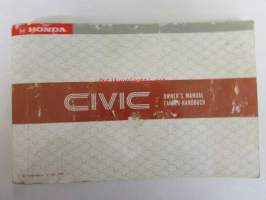 HONDA
CIVIC
OWNER'S MANUAL
FAHRER-HANDBUCH